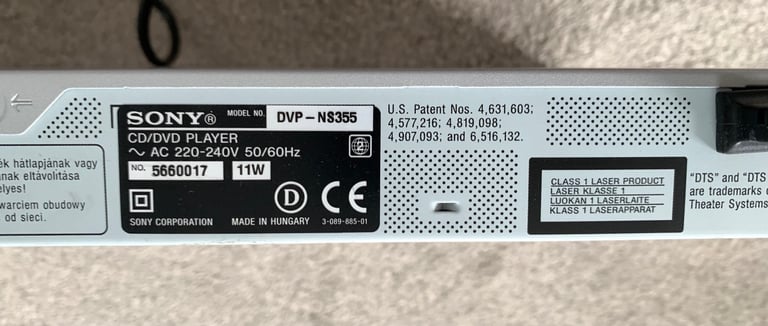 ék hátlapjának vagy
ának eltávolítása
elyes!
warciem obudowy
od sieci.
SONY® MODEL NO. DVP–NS355
CD/DVD PLAYER
~ AC 220-240V 50/60Hz
2
NO. 5660017 11W
D CE
SONY CORPORATION MADE IN HUNGARY 3-089-885-01
U.S. Patent Nos. 4,631,603;
4,577,216; 4,819,098;
4,907,093; and 6,516,132.
CLASS 1 LASER PRODUCT
LASER KLASSE 1
LUOKAN 1 LASERLAITE
KLASS 1 LASERAPPARAT
"DTS" and "DTS
are trademarks o
Theater Systems